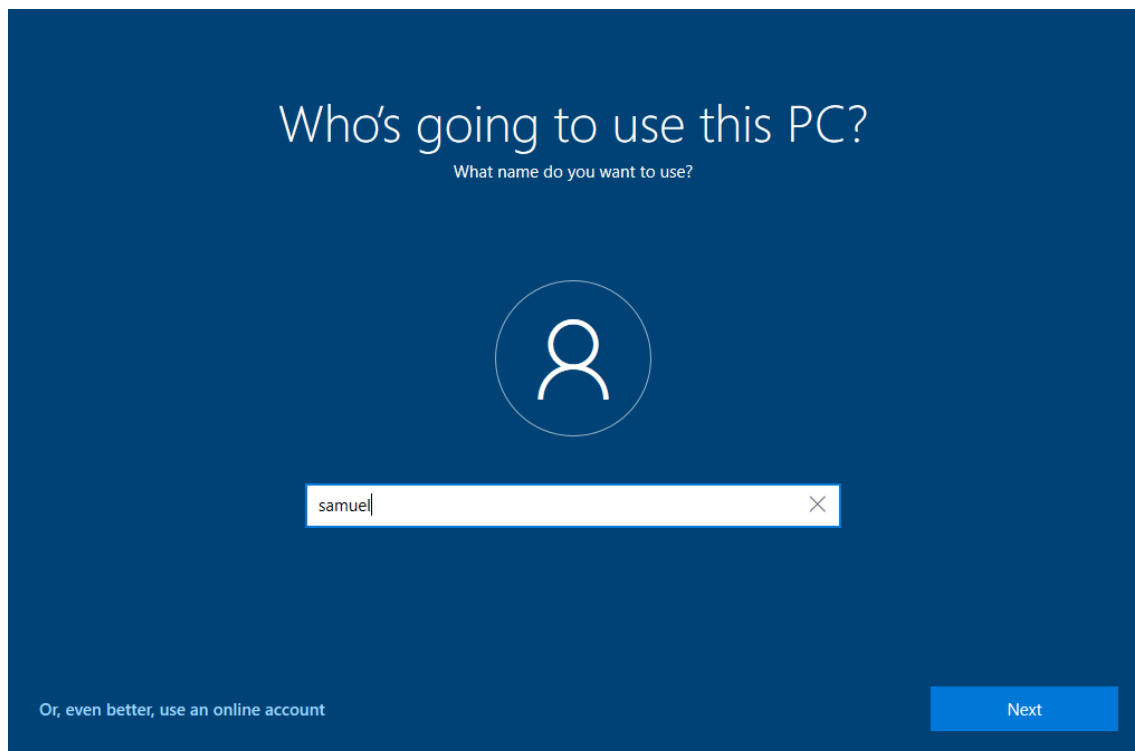 Who's going to use this PC?
What name do you want to use?
samuel
Or, even better, use an online account
Next